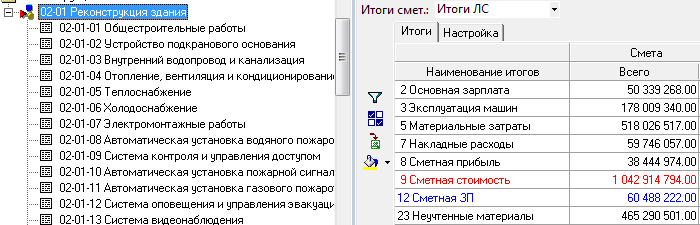 02-01 Реконструкция здания
02-01-01 Общестроительные работы
02-01-02 Устройство подкранового основания
02-01-03 Внутренний водопровод и канализация
02-01-04 Отопление, вентиляция и кондиционирование
02-01-05 Теплоснабжение
02-01-06 Холодоснабжение
02-01-07 Электромонтажные работы
02-01-08 Автоматическая установка водяного пожаро
02-01-09 Система контроля и управления доступом
02-01-10 Автоматическая установка пожарной сигнал
02-01-11 Автоматическая установка газового пожарот
02-01-12 Система оповещения и управления эвакуаци
02-01-13 Система видеонаблюдения
Итоги смет.: Итоги ЛС
Итоги Настройка
Смета
Наименование итогов Всего
2 Основная зарплата 50 339 268.00
3 Эксплуатация машин 178 009 340.00
5 Материальные затраты 518 026 517.00
7 Накладные расходы 59 746 057.00
8 Сметная прибыль 38 444 974.00
9 Сметная стоимость 1 042 914 794.00
12 Сметная ЗП 60 488 222.00
23 Неучтенные материалы 465 290 501.00